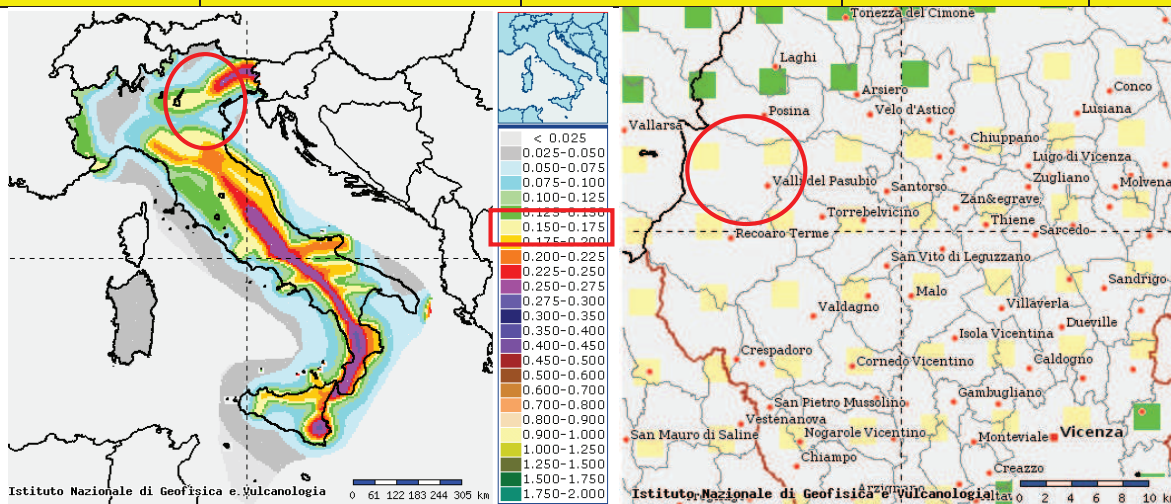 < 0.025
0.025-0.050
0.050-0.075
0.075-0.100
0.100-0.125
0.125-0.150
0.150-0.175
0.175-0.200
0.200-0.225
0.225-0.250
0.250-0.275
0.275-0.300
0.300-0.350
0.350-0.400
0.400-0.450
0.450-0.500
0.500-0.600
0.600-0.700
0.700-0.800
0.800-0.900
0.900-1.000
1.000-1.250
1.250-1.500
1.500-1.750
1.750-2.000
Istituto Nazionale di Geofisica e Vulcanologia
0 61 122 183 244 305 km
Tonezza del Cimone
Laghi
Arsiero
Conco
Posina
Velo d'Astico
Lusiana
Vallarsa
Chiuppano
Lugo di Vicenza
Valli del Pasubio
Santorso
Zugliano
Molvena
Zan&egrave;
Torrebelvicino
Thiene
Recoaro Terme
Sarcedo
San Vito di Leguzzano
Sandrigo
Valdagno
Malo
Villaverla
Isola Vicentina
Dueville
Crespadoro
Cornedo Vicentino
Caldogno
Gambugliano
San Pietro Mussolino
Vestenanova
San Mauro di Saline
Nogarole Vicentino
Monteviale
Vicenza
Chiampo
Creazzo
Arzignano
Istituto Nazionale di Geofisica e Vulcanologia
0 2 4 6 8 10